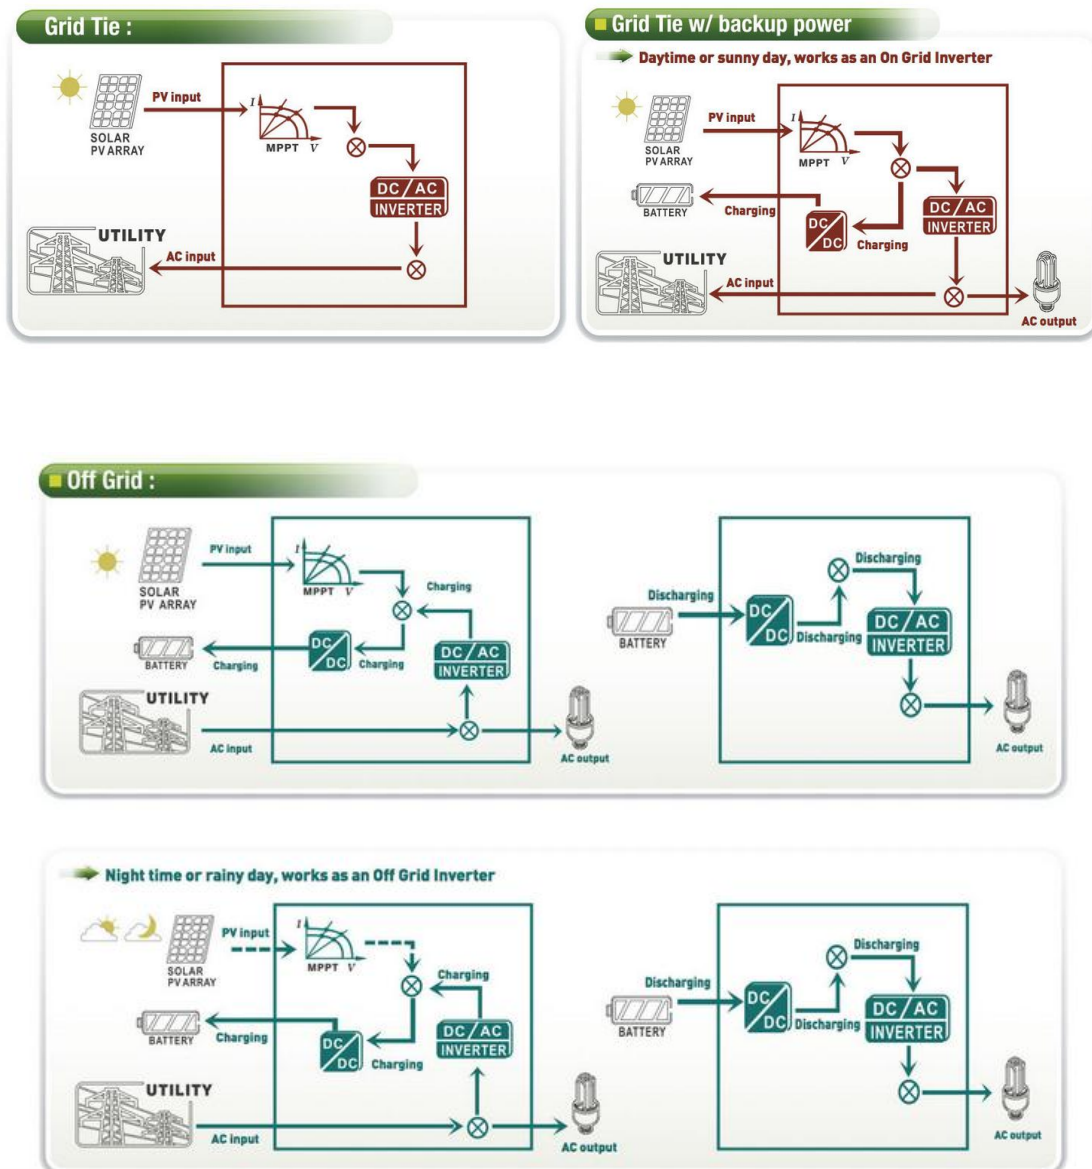 Grid Tie :
PV input
SOLAR
PV ARRAY
I
MPPT V
DC/AC
INVERTER
UTILITY
AC input
Grid Tie w/ backup power
Daytime or sunny day, works as an On Grid Inverter
PV input
SOLAR
PV ARRAY
I
MPPT V
BATTERY
Charging
DC/DC
Charging
DC/AC
INVERTER
UTILITY
AC input
AC output
Off Grid :
PV input
SOLAR
PV ARRAY
I
MPPT V
Charging
BATTERY
Charging
DC/DC
Charging
DC/AC
INVERTER
UTILITY
AC input
AC output
Discharging
BATTERY
DC/DC
Discharging
Discharging
DC/AC
INVERTER
AC output
Night time or rainy day, works as an Off Grid Inverter
PV input
SOLAR
PV ARRAY
I
MPPT V
Charging
BATTERY
Charging
DC/DC
Charging
DC/AC
INVERTER
UTILITY
AC input
AC output
Discharging
BATTERY
DC/DC
Discharging
Discharging
DC/AC
INVERTER
AC output